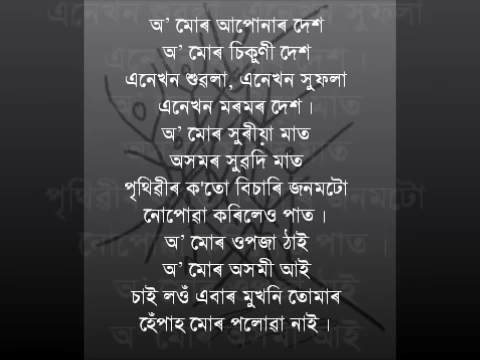 অ’ মোৰ আপোনাৰ দেশ
অ’ মোৰ চিকুণী দেশ
এনেখন শুৱলা, এনেখন সুফলা
এনেখন মৰমৰ দেশ ।
অ’ মোৰ সুৰীয়া মাত
অসমৰ সুৱদি মাত
পৃথিৱীৰ ক'তো বিচাৰি জনমটো
নোপোৱা কৰিলেও পাত ।
অ’ মোৰ ওপজা ঠাই
অ’ মোৰ অসমী আই
চাই লওঁ এবাৰ মুখনি তোমাৰ
হেঁপাহ মোৰ পলোৱা নাই ।